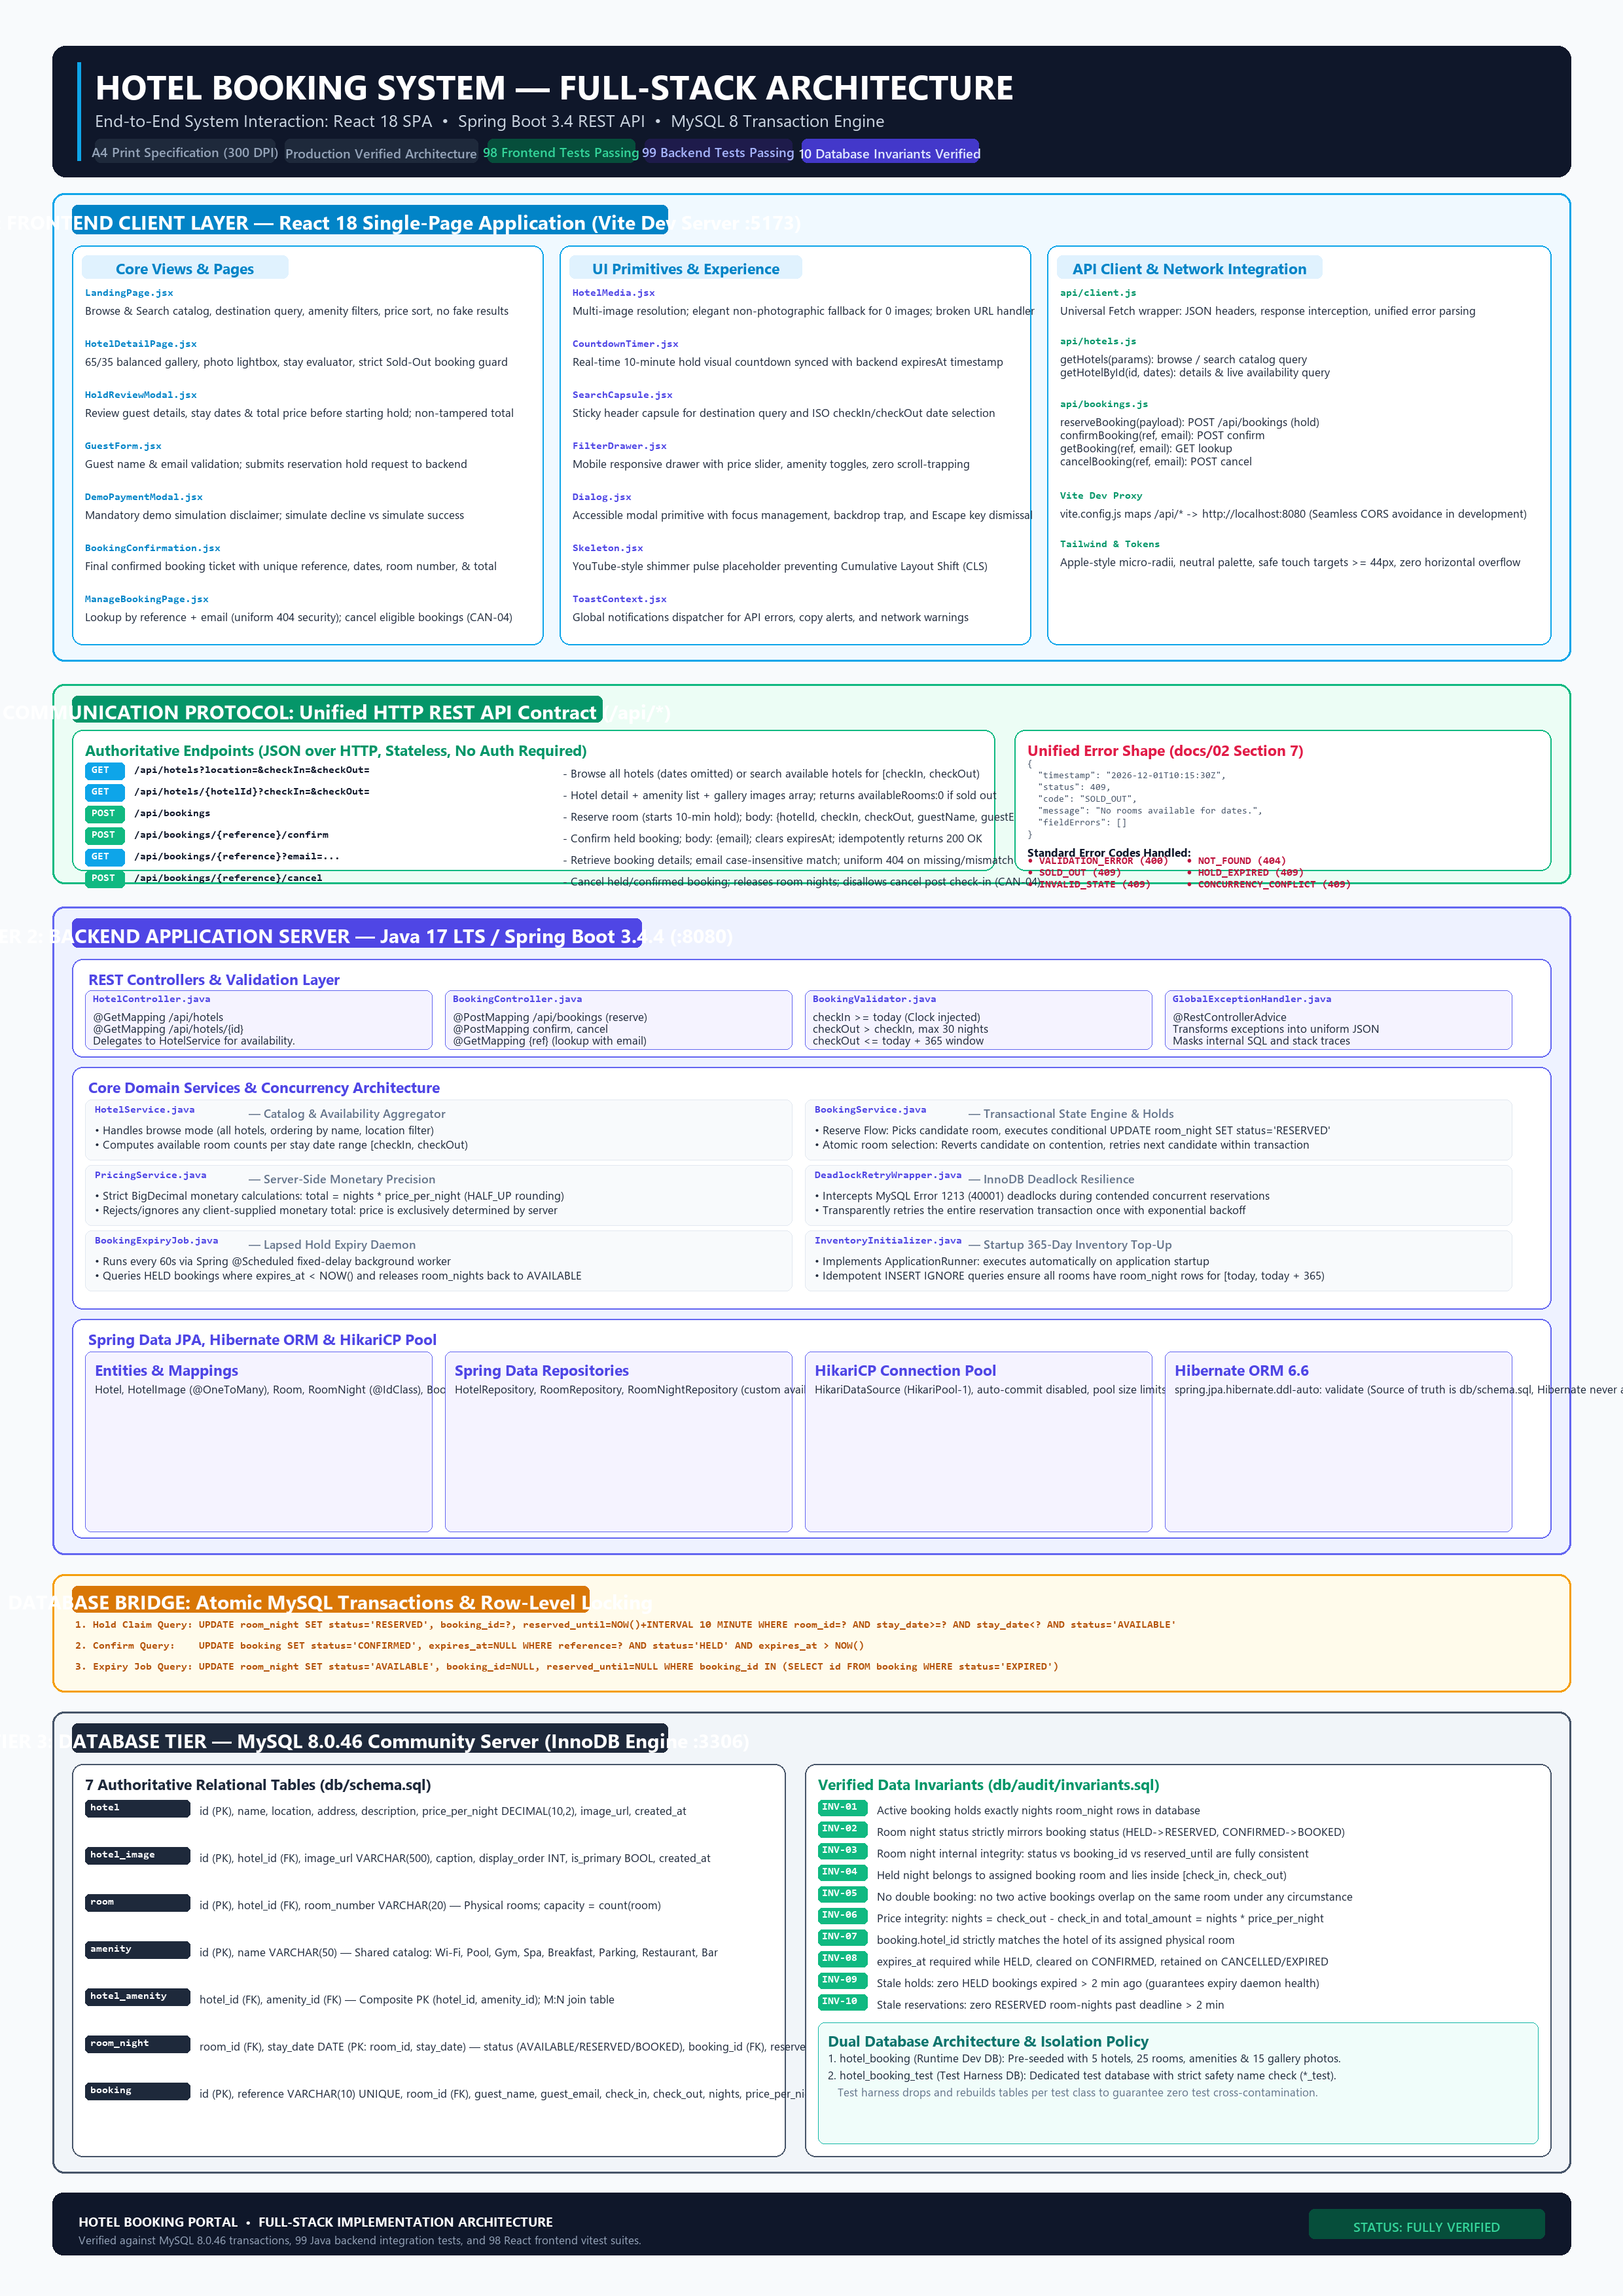 HOTEL BOOKING SYSTEM — FULL-STACK ARCHITECTURE
End-to-End System Interaction: React 18 SPA • Spring Boot 3.4 REST API • MySQL 8 Transaction Engine
A4 Print Specification (300 DPI) Production Verified Architecture 98 Frontend Tests Passing 99 Backend Tests Passing 10 Database Invariants Verified
FRONTEND CLIENT LAYER — React 18 Single-Page Application (Vite Dev Server :5173)
Core Views & Pages
LandingPage.jsx
Browse & Search catalog, destination query, amenity filters, price sort, no fake results
HotelDetailPage.jsx
65/35 balanced gallery, photo lightbox, stay evaluator, strict Sold-Out booking guard
HoldReviewModal.jsx
Review guest details, stay dates & total price before starting hold; non-tampered total
GuestForm.jsx
Guest name & email validation; submits reservation hold request to backend
DemoPaymentModal.jsx
Mandatory demo simulation disclaimer; simulate decline vs simulate success
BookingConfirmation.jsx
Final confirmed booking ticket with unique reference, dates, room number, & total
ManageBookingPage.jsx
Lookup by reference + email (uniform 404 security); cancel eligible bookings (CAN-04)
UI Primitives & Experience
HotelMedia.jsx
Multi-image resolution; elegant non-photographic fallback for 0 images; broken URL handler
CountdownTimer.jsx
Real-time 10-minute hold visual countdown synced with backend expiresAt timestamp
SearchCapsule.jsx
Sticky header capsule for destination query and ISO checkIn/checkOut date selection
FilterDrawer.jsx
Mobile responsive drawer with price slider, amenity toggles, zero scroll-trapping
Dialog.jsx
Accessible modal primitive with focus management, backdrop trap, and Escape key dismissal
Skeleton.jsx
YouTube-style shimmer pulse placeholder preventing Cumulative Layout Shift (CLS)
ToastContext.jsx
Global notifications dispatcher for API errors, copy alerts, and network warnings
API Client & Network Integration
api/client.js
Universal Fetch wrapper: JSON headers, response interception, unified error parsing
api/hotels.js
getHotels(params): browse / search catalog query
getHotelById(id, dates): details & live availability query
api/bookings.js
reserveBooking(payload): POST /api/bookings (hold)
confirmBooking(ref, email): POST confirm
getBooking(ref, email): GET lookup
cancelBooking(ref, email): POST cancel
Vite Dev Proxy
vite.config.js maps /api/* -> http://localhost:8080 (Seamless CORS avoidance in development)
Tailwind & Tokens
Apple-style micro-radii, neutral palette, safe touch targets >= 44px, zero horizontal overflow
COMMUNICATION PROTOCOL: Unified HTTP REST API Contract (/api/*)
Authoritative Endpoints (JSON over HTTP, Stateless, No Auth Required)
GET /api/hotels?location=&checkIn=&checkOut= - Browse all hotels (dates omitted) or search available hotels for [checkIn, checkOut)
GET /api/hotels/{hotelId}?checkIn=&checkOut= - Hotel detail + amenity list + gallery images array; returns availableRooms:0 if sold out
POST /api/bookings - Reserve room (starts 10-min hold); body: {hotelId, checkIn, checkOut, guestName, guestE
POST /api/bookings/{reference}/confirm - Confirm held booking; body: {email}; clears expiresAt; idempotently returns 200 OK
GET /api/bookings/{reference}?email=... - Retrieve booking details; email case-insensitive match; uniform 404 on missing/mismatch
POST /api/bookings/{reference}/cancel - Cancel held/confirmed booking; releases room nights; disallows cancel post check-in (CAN-04)
Unified Error Shape (docs/02 Section 7)
{
"timestamp": "2026-12-01T10:15:30Z",
"status": 409,
"code": "SOLD_OUT",
"message": "No rooms available for dates.",
"fieldErrors": []
}
Standard Error Codes Handled:
• VALIDATION_ERROR (400) • NOT_FOUND (404)
• SOLD_OUT (409) • HOLD_EXPIRED (409)
• INVALID_STATE (409) • CONCURRENCY_CONFLICT (409)
ER 2: BACKEND APPLICATION SERVER — Java 17 LTS / Spring Boot 3.4.4 (:8080)
REST Controllers & Validation Layer
HotelController.java
@GetMapping /api/hotels
@GetMapping /api/hotels/{id}
Delegates to HotelService for availability.
BookingController.java
@PostMapping /api/bookings (reserve)
@PostMapping confirm, cancel
@GetMapping {ref} (lookup with email)
BookingValidator.java
checkIn >= today (Clock injected)
checkOut > checkIn, max 30 nights
checkOut <= today + 365 window
GlobalExceptionHandler.java
@RestControllerAdvice
Transforms exceptions into uniform JSON
Masks internal SQL and stack traces
Core Domain Services & Concurrency Architecture
HotelService.java — Catalog & Availability Aggregator
• Handles browse mode (all hotels, ordering by name, location filter)
• Computes available room counts per stay date range [checkIn, checkOut)
BookingService.java — Transactional State Engine & Holds
• Reserve Flow: Picks candidate room, executes conditional UPDATE room_night SET status='RESERVED'
• Atomic room selection: Reverts candidate on contention, retries next candidate within transaction
PricingService.java — Server-Side Monetary Precision
• Strict BigDecimal monetary calculations: total = nights * price_per_night (HALF_UP rounding)
• Rejects/ignores any client-supplied monetary total: price is exclusively determined by server
DeadlockRetryWrapper.java — InnoDB Deadlock Resilience
• Intercepts MySQL Error 1213 (40001) deadlocks during contended concurrent reservations
• Transparently retries the entire reservation transaction once with exponential backoff
BookingExpiryJob.java — Lapsed Hold Expiry Daemon
• Runs every 60s via Spring @Scheduled fixed-delay background worker
• Queries HELD bookings where expires_at < NOW() and releases room_nights back to AVAILABLE
InventoryInitializer.java — Startup 365-Day Inventory Top-Up
• Implements ApplicationRunner: executes automatically on application startup
• Idempotent INSERT IGNORE queries ensure all rooms have room_night rows for [today, today + 365)
Spring Data JPA, Hibernate ORM & HikariCP Pool
Entities & Mappings
Hotel, HotelImage (@OneToMany), Room, RoomNight (@IdClass), Boo
Spring Data Repositories
HotelRepository, RoomRepository, RoomNightRepository (custom avail
HikariCP Connection Pool
HikariDataSource (HikariPool-1), auto-commit disabled, pool size limits
Hibernate ORM 6.6
spring.jpa.hibernate.ddl-auto: validate (Source of truth is db/schema.sql, Hibernate never a
DATABASE BRIDGE: Atomic MySQL Transactions & Row-Level Locking
1. Hold Claim Query: UPDATE room_night SET status='RESERVED', booking_id=?, reserved_until=NOW()+INTERVAL 10 MINUTE WHERE room_id=? AND stay_date>=? AND stay_date<? AND status='AVAILABLE'
2. Confirm Query: UPDATE booking SET status='CONFIRMED', expires_at=NULL WHERE reference=? AND status='HELD' AND expires_at > NOW()
3. Expiry Job Query: UPDATE room_night SET status='AVAILABLE', booking_id=NULL, reserved_until=NULL WHERE booking_id IN (SELECT id FROM booking WHERE status='EXPIRED')
IER 3: DATABASE TIER — MySQL 8.0.46 Community Server (InnoDB Engine :3306)
7 Authoritative Relational Tables (db/schema.sql)
hotel id (PK), name, location, address, description, price_per_night DECIMAL(10,2), image_url, created_at
hotel_image id (PK), hotel_id (FK), image_url VARCHAR(500), caption, display_order INT, is_primary BOOL, created_at
room id (PK), hotel_id (FK), room_number VARCHAR(20) — Physical rooms; capacity = count(room)
amenity id (PK), name VARCHAR(50) — Shared catalog: Wi-Fi, Pool, Gym, Spa, Breakfast, Parking, Restaurant, Bar
hotel_amenity hotel_id (FK), amenity_id (FK) — Composite PK (hotel_id, amenity_id); M:N join table
room_night room_id (FK), stay_date DATE (PK: room_id, stay_date) — status (AVAILABLE/RESERVED/BOOKED), booking_id (FK), reserve
booking id (PK), reference VARCHAR(10) UNIQUE, room_id (FK), guest_name, guest_email, check_in, check_out, nights, price_per_ni
Verified Data Invariants (db/audit/invariants.sql)
INV-01 Active booking holds exactly nights room_night rows in database
INV-02 Room night status strictly mirrors booking status (HELD->RESERVED, CONFIRMED->BOOKED)
INV-03 Room night internal integrity: status vs booking_id vs reserved_until are fully consistent
INV-04 Held night belongs to assigned booking room and lies inside [check_in, check_out)
INV-05 No double booking: no two active bookings overlap on the same room under any circumstance
INV-06 Price integrity: nights = check_out - check_in and total_amount = nights * price_per_night
INV-07 booking.hotel_id strictly matches the hotel of its assigned physical room
INV-08 expires_at required while HELD, cleared on CONFIRMED, retained on CANCELLED/EXPIRED
INV-09 Stale holds: zero HELD bookings expired > 2 min ago (guarantees expiry daemon health)
INV-10 Stale reservations: zero RESERVED room-nights past deadline > 2 min
Dual Database Architecture & Isolation Policy
1. hotel_booking (Runtime Dev DB): Pre-seeded with 5 hotels, 25 rooms, amenities & 15 gallery photos.
2. hotel_booking_test (Test Harness DB): Dedicated test database with strict safety name check (*_test).
Test harness drops and rebuilds tables per test class to guarantee zero test cross-contamination.
HOTEL BOOKING PORTAL • FULL-STACK IMPLEMENTATION ARCHITECTURE
Verified against MySQL 8.0.46 transactions, 99 Java backend integration tests, and 98 React frontend vitest suites.
STATUS: FULLY VERIFIED